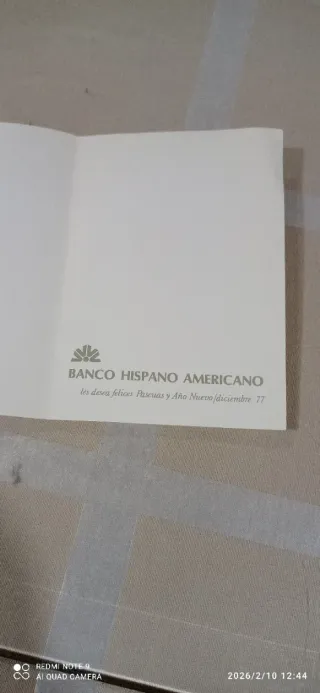 BANCO HISPANO AMERICANO
les desea felices Pascuas y Año Nuevo/diciembre 77
REDMI NOTE 9
AI QUAD CAMERA
2026/2/10 12:44